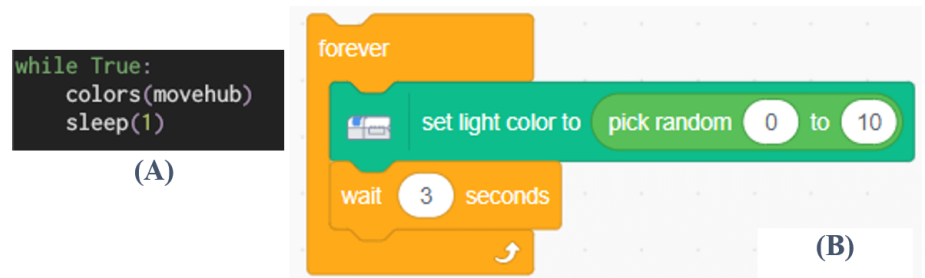 while True:
    colors(movehub)
    sleep(1)
(A)
forever
set light color to pick random 0 to 10
wait 3 seconds
(B)